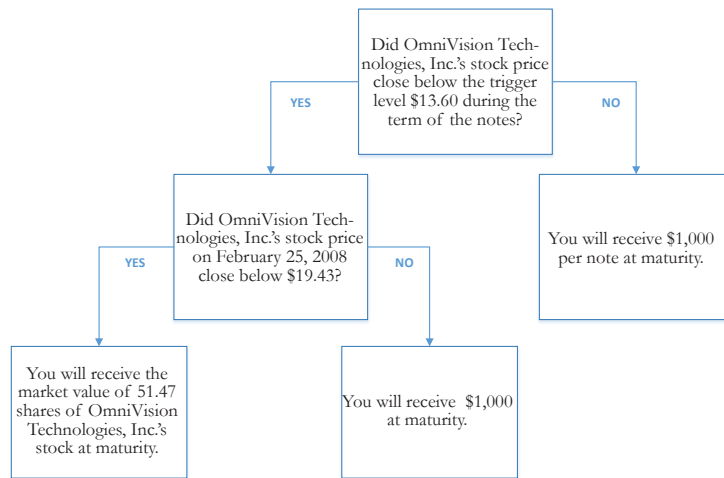 Did OmniVision Tech-
nologies, Inc.'s stock price
close below the trigger
level $13.60 during the
term of the notes?
YES
NO
Did OmniVision Tech-
nologies, Inc.'s stock price
on February 25, 2008
close below $19.43?
You will receive $1,000
per note at maturity.
YES
NO
You will receive the
market value of 51.47
shares of OmniVision
Technologies, Inc.'s
stock at maturity.
You will receive $1,000
at maturity.